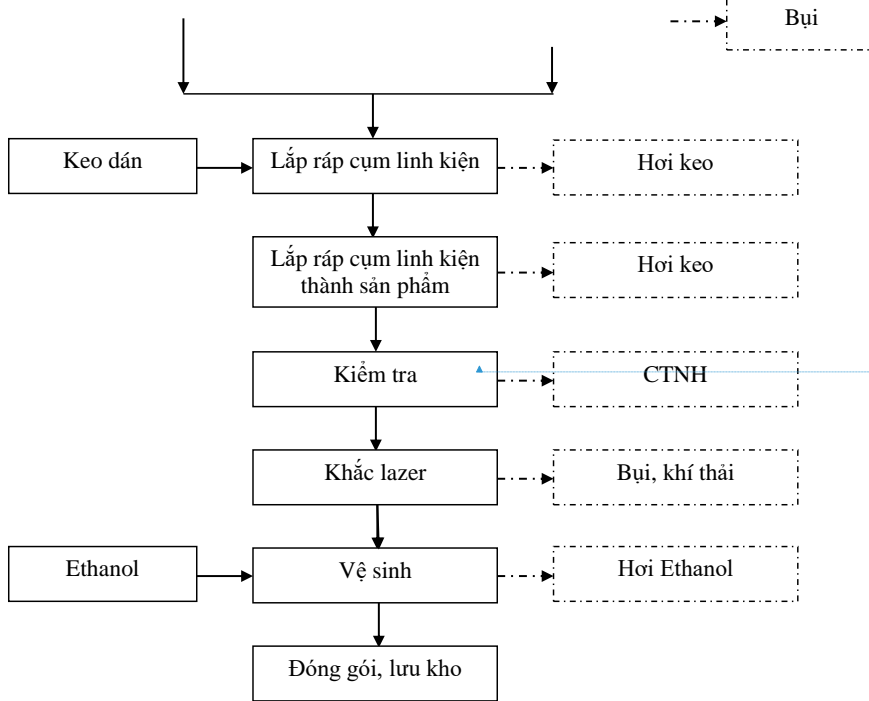 Bụi
Keo dán
Lắp ráp cụm linh kiện
Hơi keo
Lắp ráp cụm linh kiện
thành sản phẩm
Hơi keo
Kiểm tra
CTNH
Khắc lazer
Bụi, khí thải
Ethanol
Vệ sinh
Hơi Ethanol
Đóng gói, lưu kho